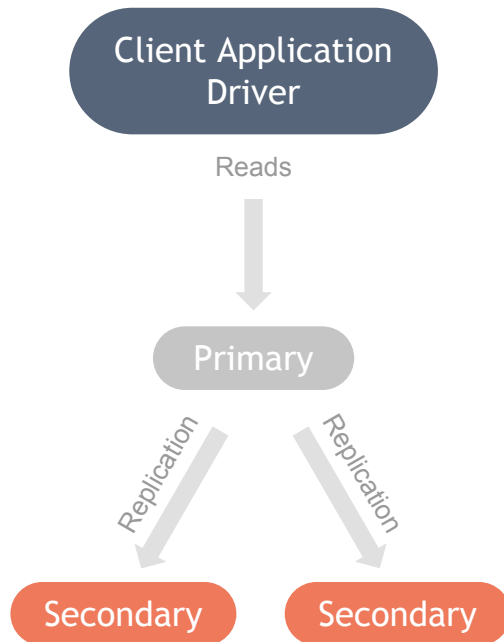 Client Application
Driver
Reads
Primary
Replication
Replication
Secondary
Secondary